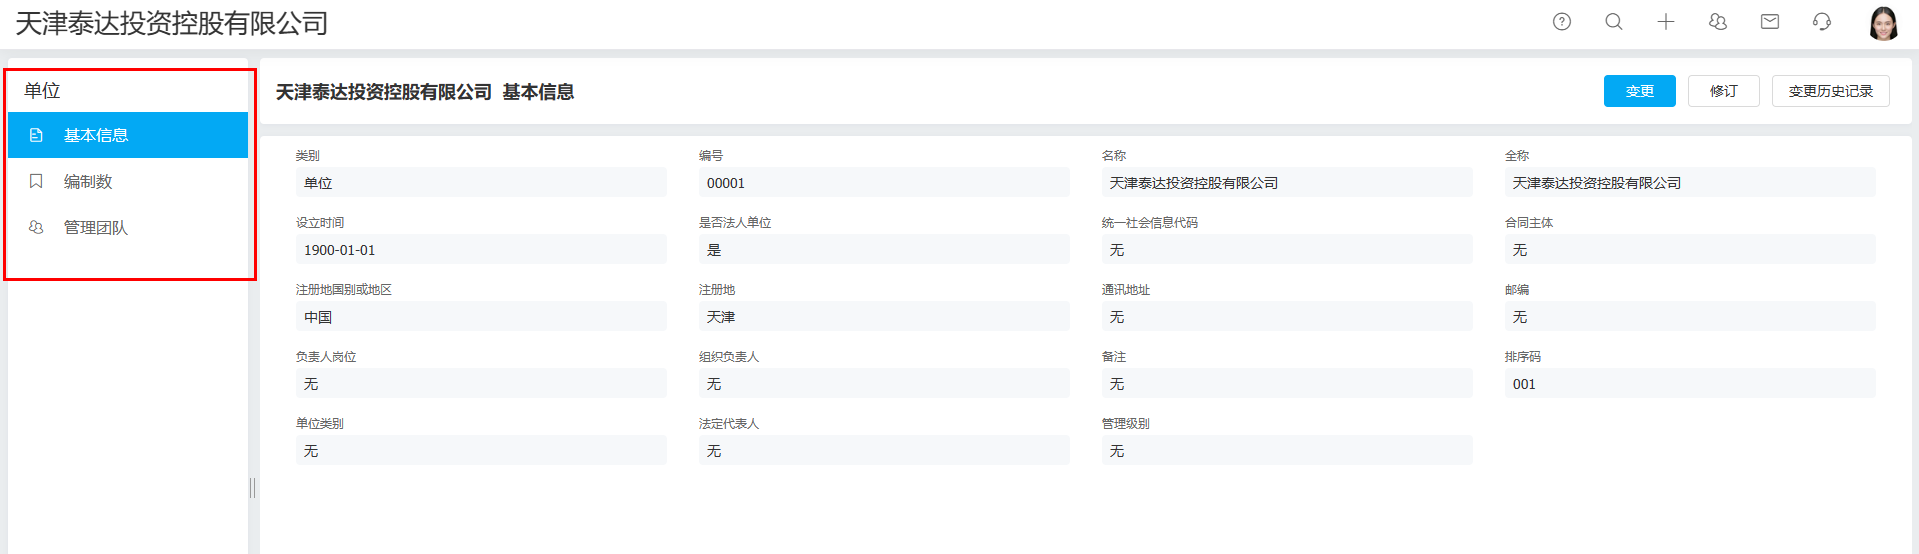 天津泰达投资控股有限公司
单位
基本信息
编制数
管理团队
天津泰达投资控股有限公司 基本信息
变更 修订 变更历史记录
类别 编号 名称 全称
单位 00001 天津泰达投资控股有限公司 天津泰达投资控股有限公司
设立时间 是否法人单位 统一社会信息代码 合同主体
1900-01-01 是 无 无
注册地国别或地区 注册地 通讯地址 邮编
中国 天津 无 无
负责人岗位 组织负责人 备注 排序码
无 无 无 001
单位类别 法定代表人 管理级别
无 无 无